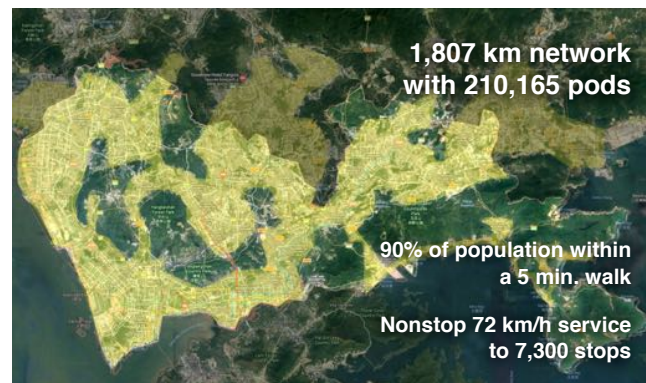 1,807 km network
with 210,165 pods
90% of population within
a 5 min. walk
Nonstop 72 km/h service
to 7,300 stops